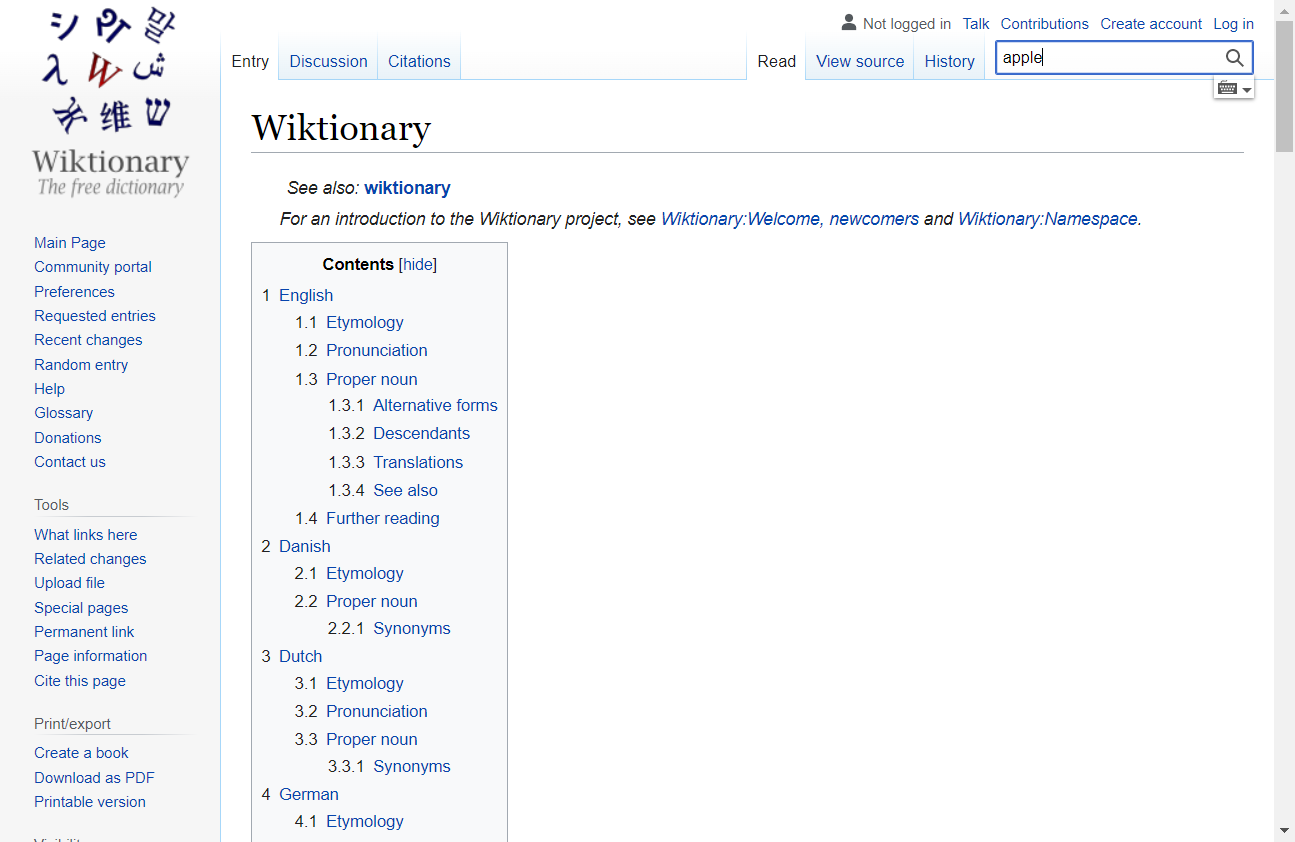 シ ウィ 말
λ W ش
维 ש
Wiktionary
The free dictionary
Not logged in Talk Contributions Create account Log in
Entry Discussion Citations Read View source History apple
Wiktionary
See also: wiktionary
For an introduction to the Wiktionary project, see Wiktionary:Welcome, newcomers and Wiktionary:Namespace.
Main Page
Community portal
Preferences
Requested entries
Recent changes
Random entry
Help
Glossary
Donations
Contact us
Tools
What links here
Related changes
Upload file
Special pages
Permanent link
Page information
Cite this page
Print/export
Create a book
Download as PDF
Printable version
Contents [hide]
1 English
1.1 Etymology
1.2 Pronunciation
1.3 Proper noun
1.3.1 Alternative forms
1.3.2 Descendants
1.3.3 Translations
1.3.4 See also
1.4 Further reading
2 Danish
2.1 Etymology
2.2 Proper noun
2.2.1 Synonyms
3 Dutch
3.1 Etymology
3.2 Pronunciation
3.3 Proper noun
3.3.1 Synonyms
4 German
4.1 Etymology